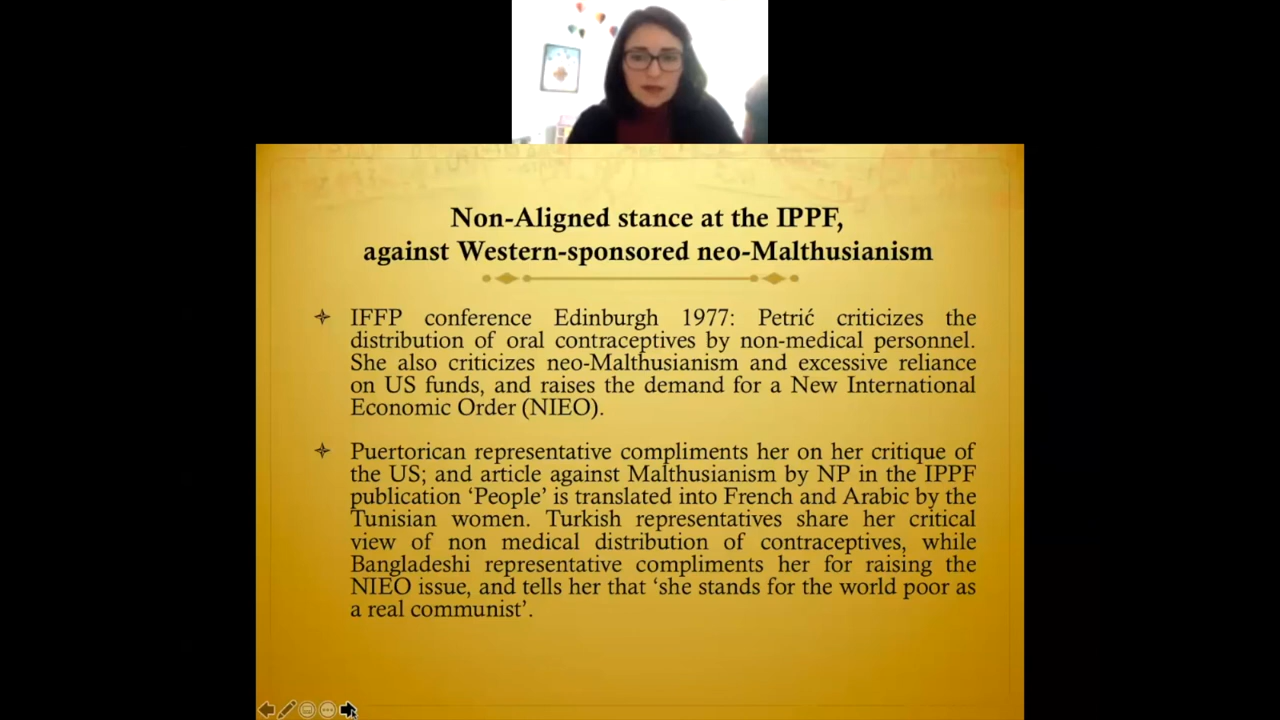 Non-Aligned stance at the IPPF,
against Western-sponsored neo-Malthusianism
IFFP conference Edinburgh 1977: Petrić criticizes the
distribution of oral contraceptives by non-medical personnel.
She also criticizes neo-Malthusianism and excessive reliance
on US funds, and raises the demand for a New International
Economic Order (NIEO).
Puertorican representative compliments her on her critique of
the US; and article against Malthusianism by NP in the IPPF
publication ‘People’ is translated into French and Arabic by the
Tunisian women. Turkish representatives share her critical
view of non medical distribution of contraceptives, while
Bangladeshi representative compliments her for raising the
NIEO issue, and tells her that ‘she stands for the world poor as
a real communist’.